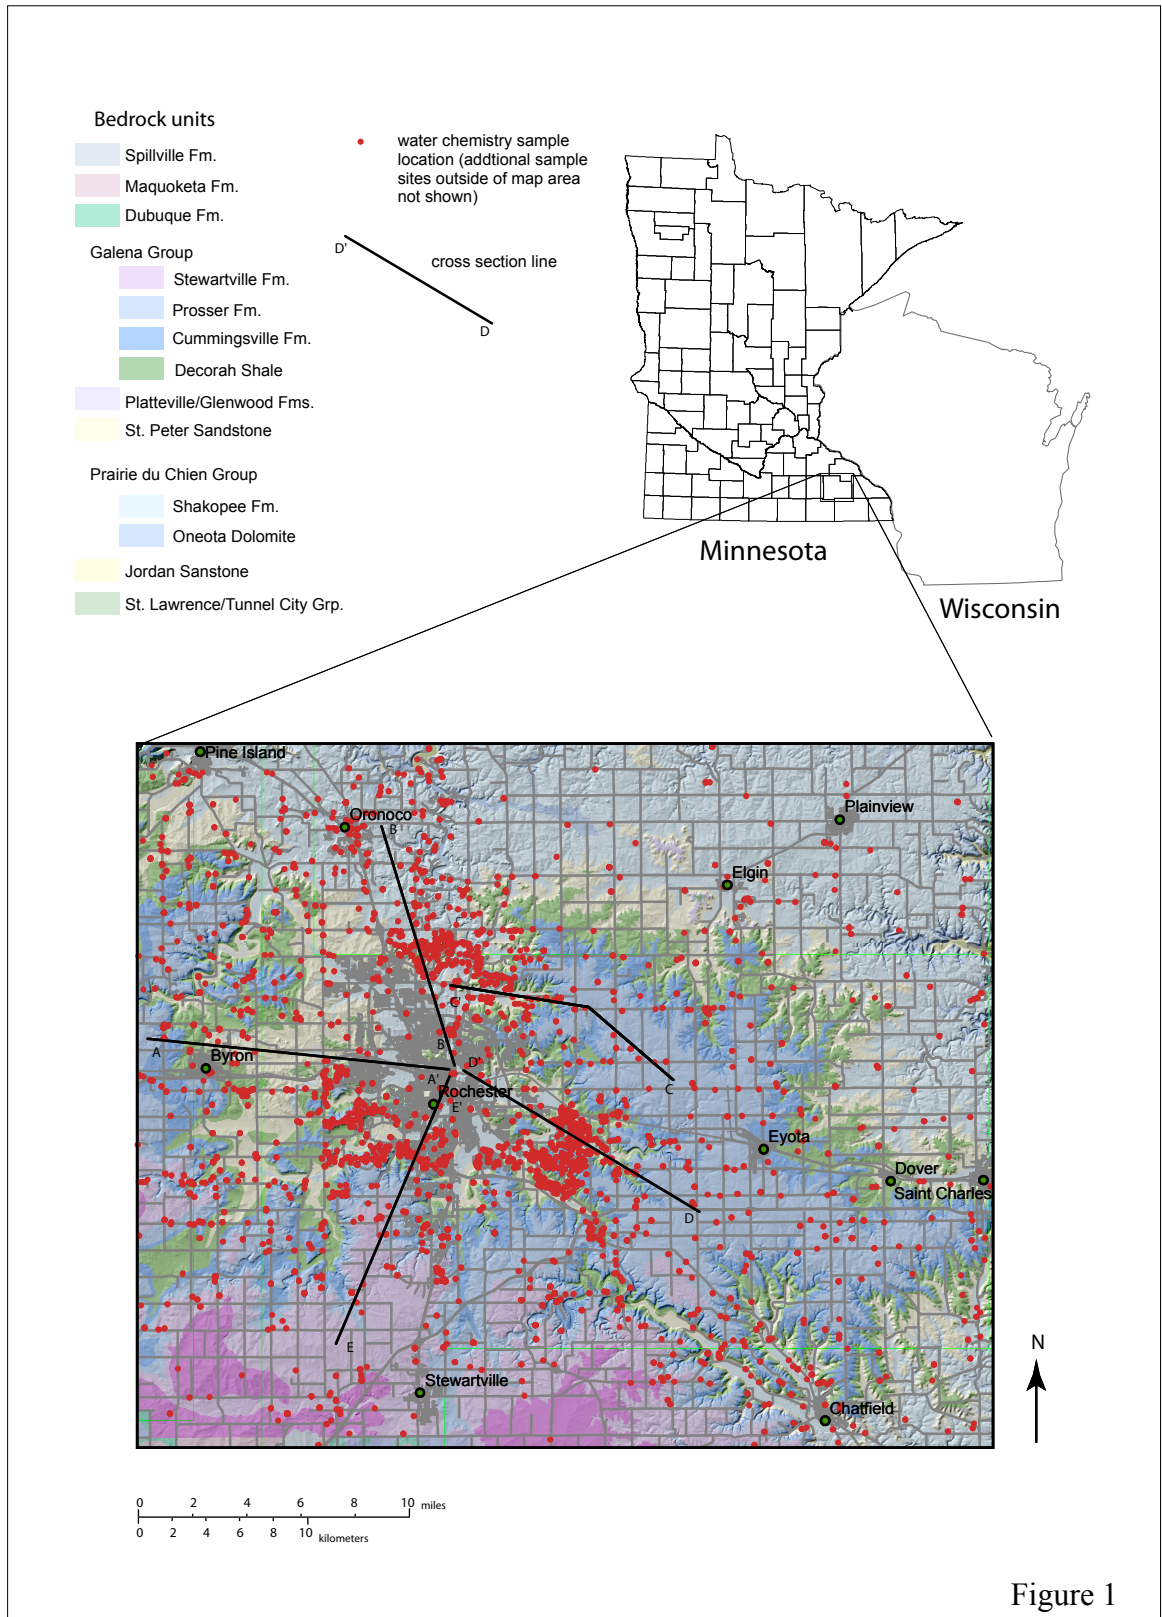 Bedrock units
Spillville Fm.
Maquoketa Fm.
Dubuque Fm.
Galena Group
Stewartville Fm.
Prosser Fm.
Cummingsville Fm.
Decorah Shale
Platteville/Glenwood Fms.
St. Peter Sandstone
Prairie du Chien Group
Shakopee Fm.
Oneota Dolomite
Jordan Sanstone
St. Lawrence/Tunnel City Grp.
water chemistry sample
location (addtional sample
sites outside of map area
not shown)
D'
cross section line
D
Minnesota
Wisconsin
Pine Island
Oronoco
B
Plainview
Elgin
C'
B
A
Byron
D'
A'
Rochester
E'
C
Eyota
Dover
Saint Charles
D
E
Stewartville
Chatfield
N
0 2 4 6 8 10 miles
0 2 4 6 8 10 kilometers
Figure 1